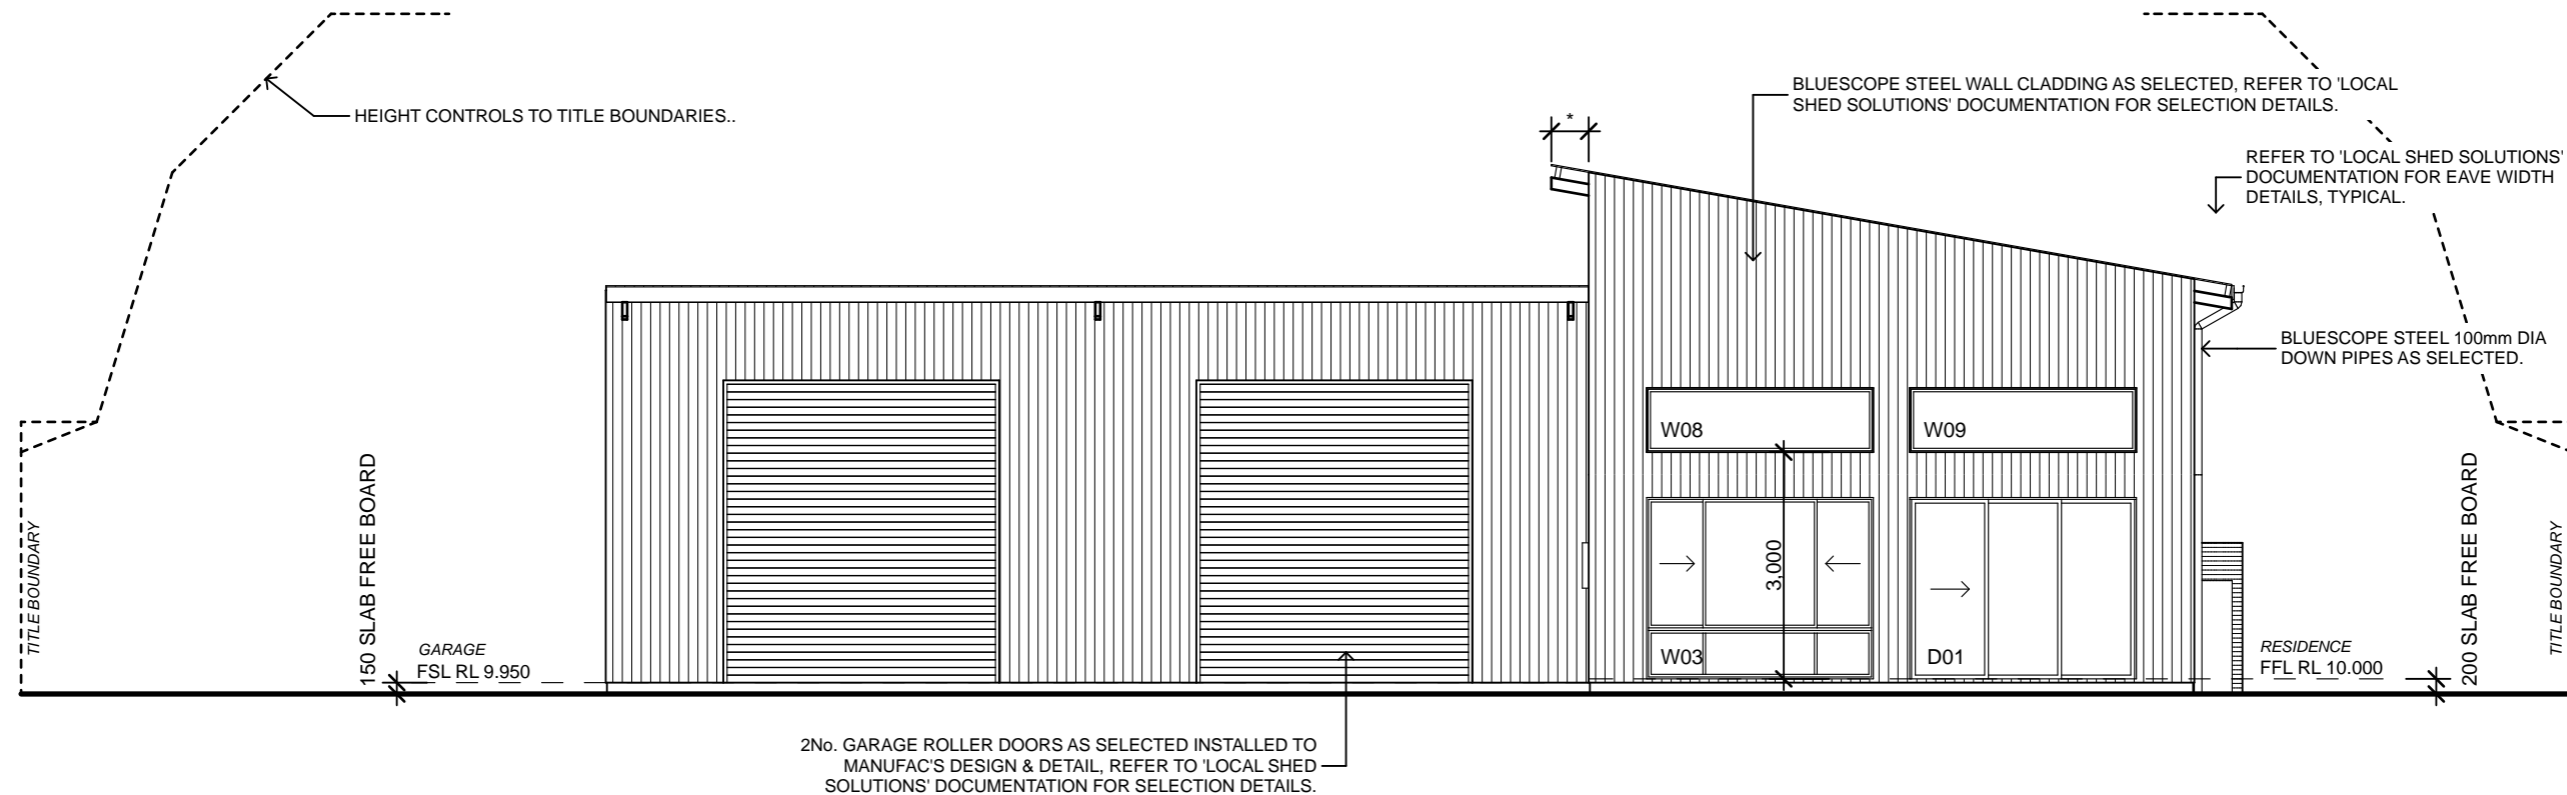 HEIGHT CONTROLS TO TITLE BOUNDARIES..
BLUESCOPE STEEL WALL CLADDING AS SELECTED, REFER TO 'LOCAL
SHED SOLUTIONS' DOCUMENTATION FOR SELECTION DETAILS.
*
REFER TO 'LOCAL SHED SOLUTIONS'
DOCUMENTATION FOR EAVE WIDTH
DETAILS, TYPICAL.
BLUESCOPE STEEL 100mm DIA
DOWN PIPES AS SELECTED.
W08
W09
3,000
W03
D01
TITLE BOUNDARY
150 SLAB FREE BOARD
GARAGE
FSL RL 9.950
RESIDENCE
FFL RL 10.000
200 SLAB FREE BOARD
TITLE BOUNDARY
2No. GARAGE ROLLER DOORS AS SELECTED INSTALLED TO
MANUFAC'S DESIGN & DETAIL, REFER TO 'LOCAL SHED
SOLUTIONS' DOCUMENTATION FOR SELECTION DETAILS.